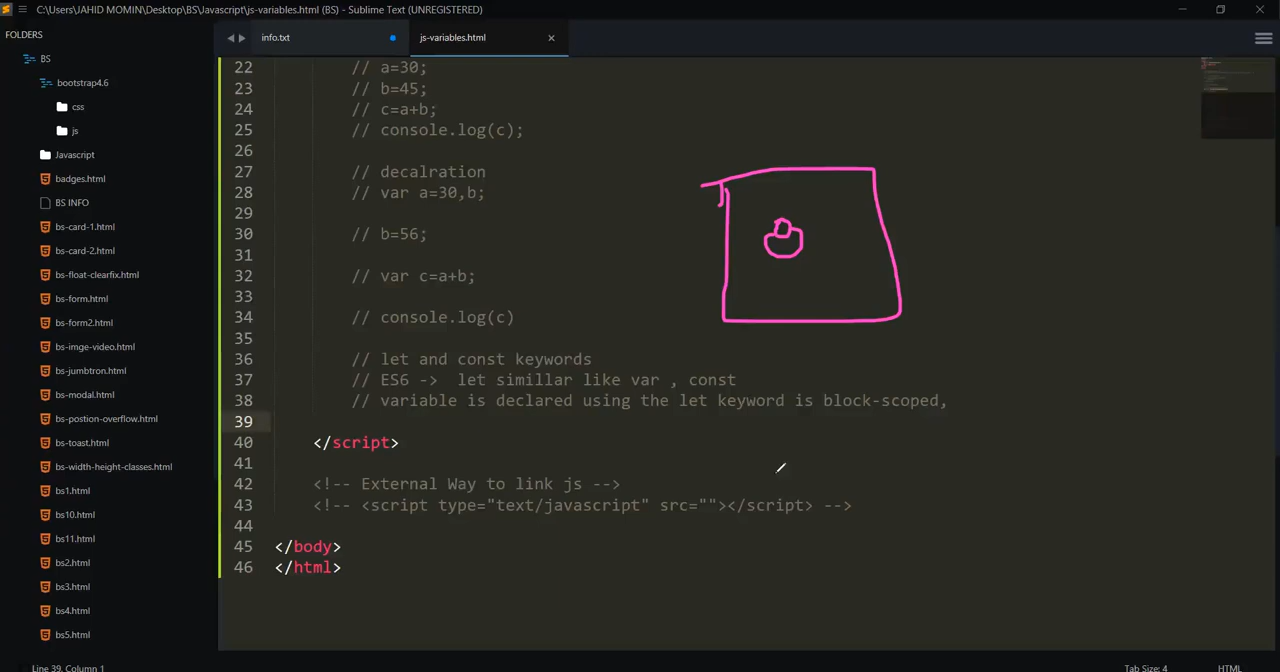 C:\Users\JAHID MOMIN\Desktop\BS\Javascript\js-variables.html (BS) - Sublime Text (UNREGISTERED)
FOLDERS
BS
bootstrap4.6
css
js
Javascript
badges.html
BS INFO
bs-card-1.html
bs-card-2.html
bs-float-clearfix.html
bs-form.html
bs-form2.html
bs-imge-video.html
bs-jumbtron.html
bs-modal.html
bs-postion-overflow.html
bs-toast.html
bs-width-height-classes.html
bs1.html
bs10.html
bs11.html
bs2.html
bs3.html
bs4.html
bs5.html
info.txt
js-variables.html
22 // a=30;
23 // b=45;
24 // c=a+b;
25 // console.log(c);
26
27 // decalration
28 // var a=30,b;
29
30 // b=56;
31
32 // var c=a+b;
33
34 // console.log(c)
35
36 // let and const keywords
37 // ES6 -> let simillar like var , const
38 // variable is declared using the let keyword is block-scoped,
39
40 </script>
41
42 <!-- External Way to link js -->
43 <!-- <script type="text/javascript" src=""></script> -->
44
45 </body>
46 </html>
Line 39, Column 1
Tab Size: 4
HTML